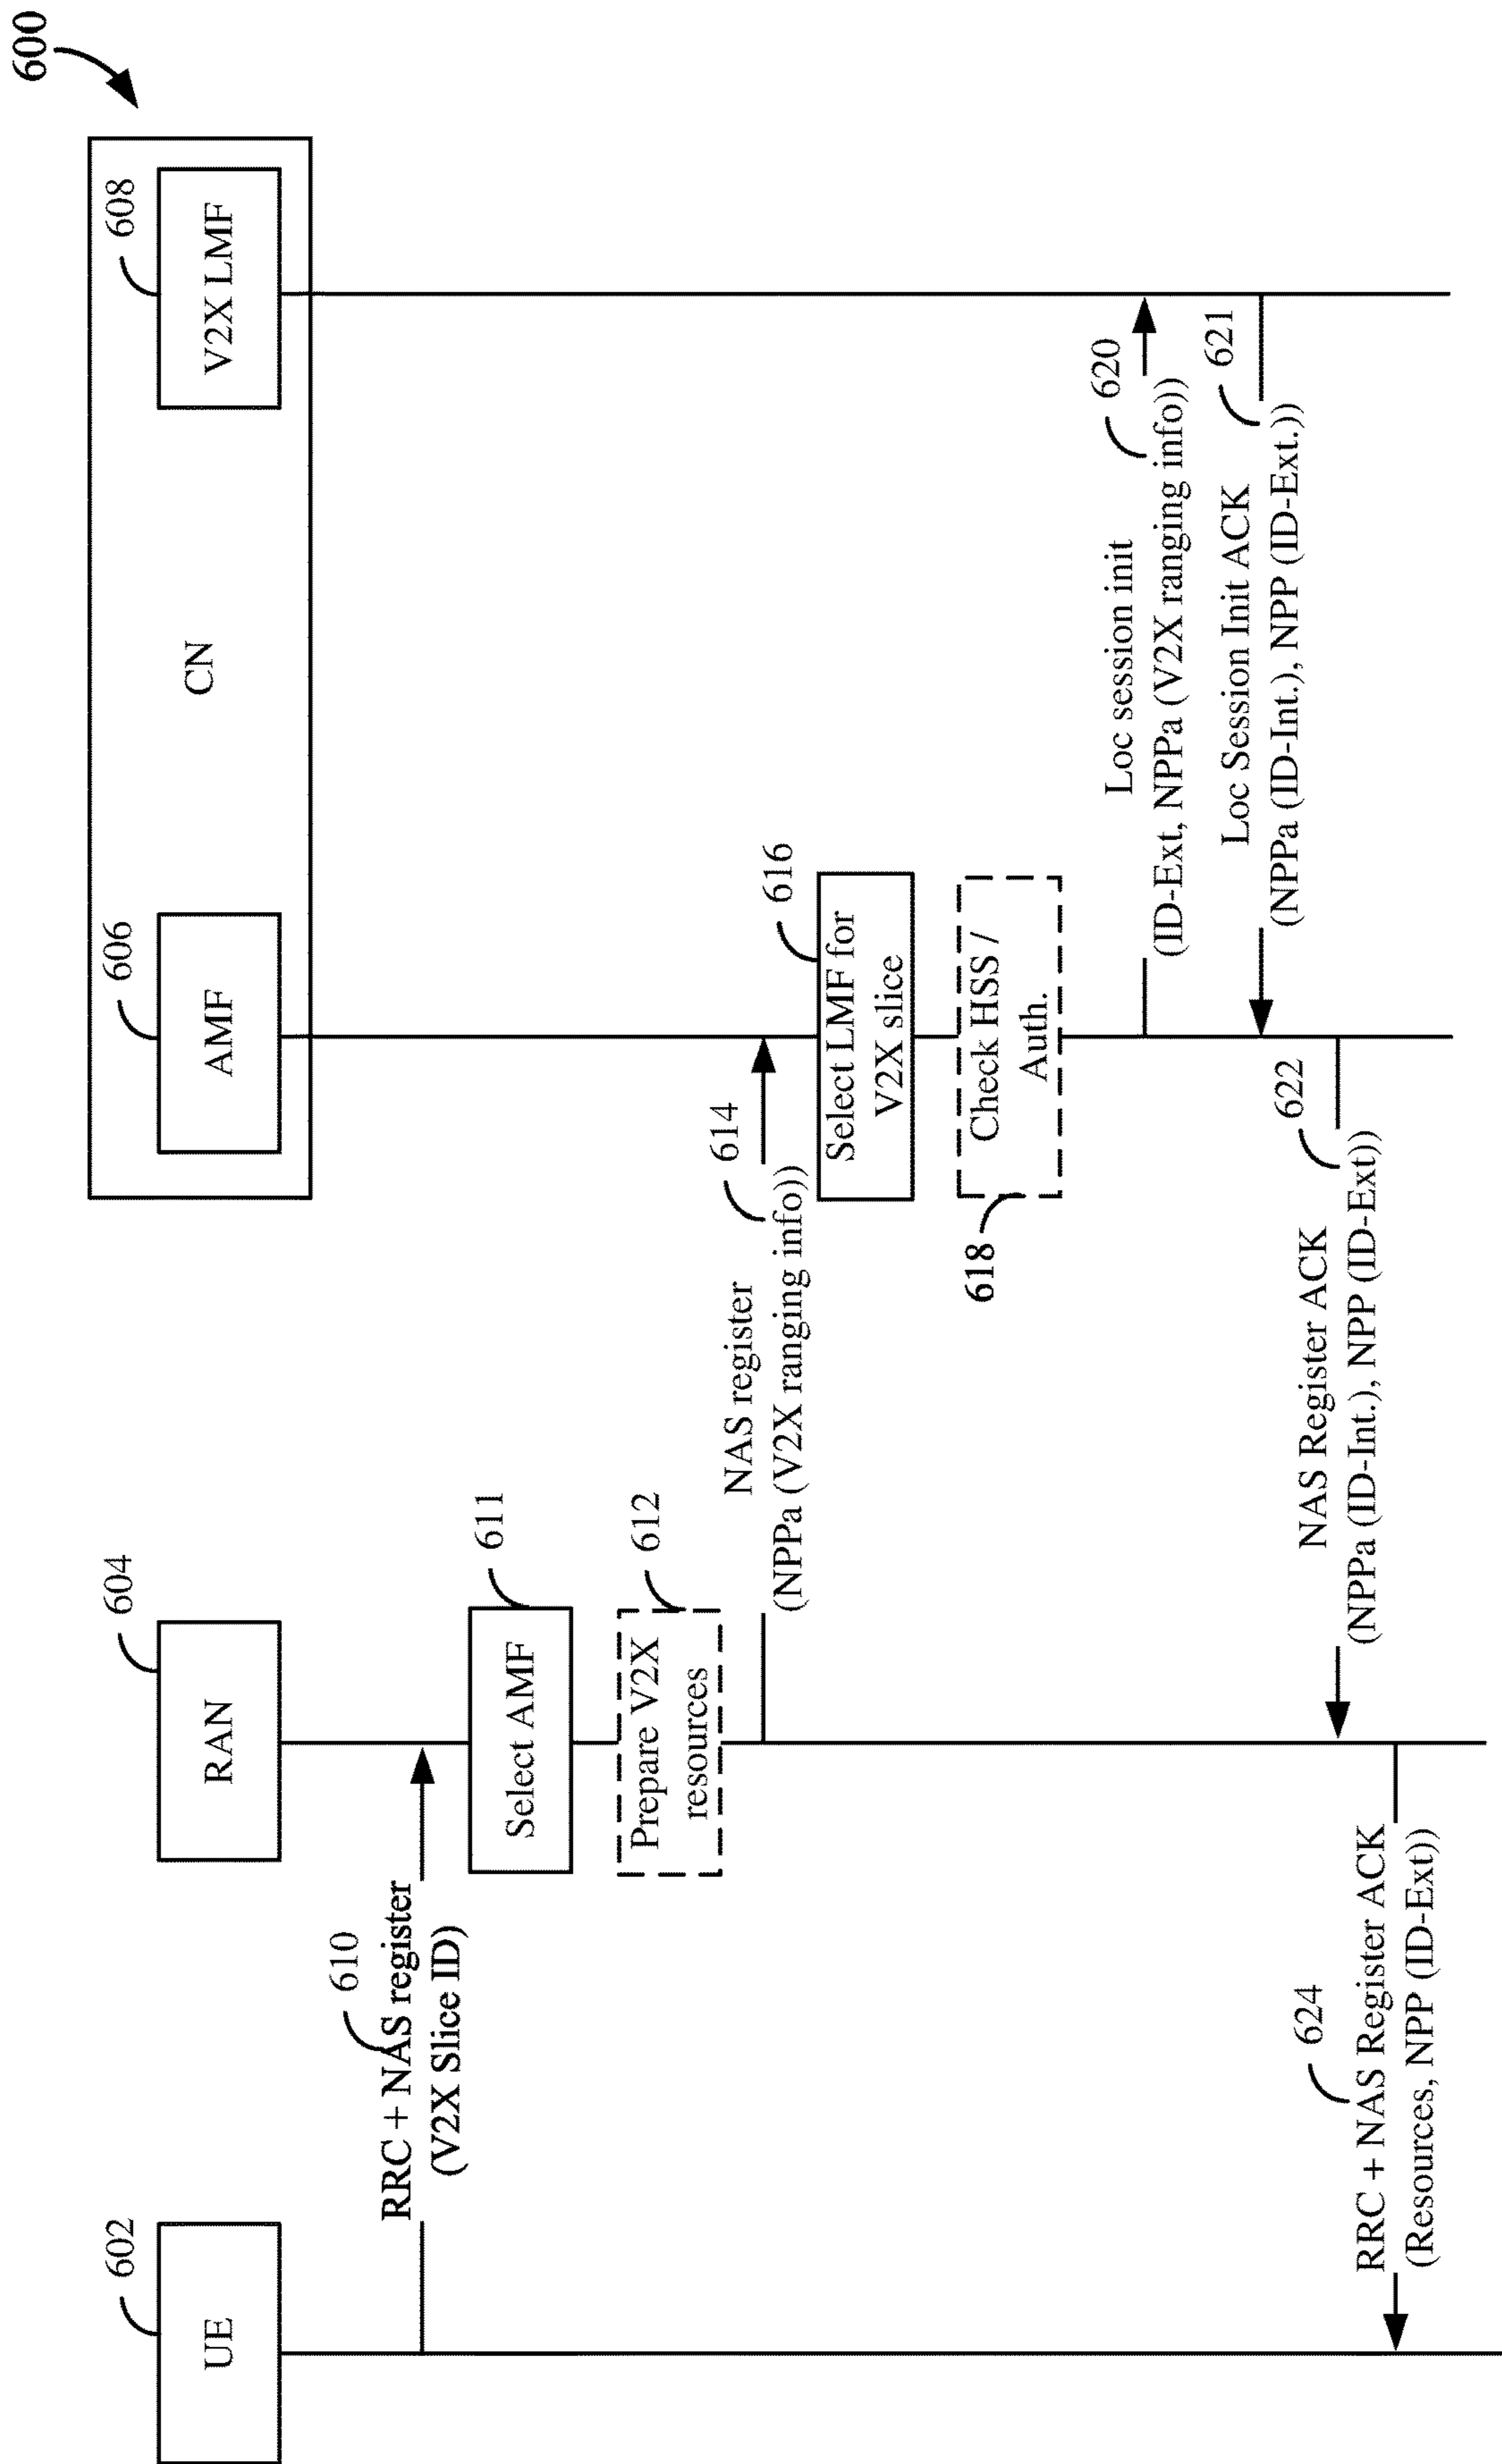 600
CN
602
UE
604
RAN
606
AMF
608
V2X LMF
610
RRC + NAS register
(V2X Slice ID)
611
Select AMF
612
Prepare V2X
resources
614
NAS register
(NPPa (V2X ranging info))
616
Select LMF for
V2X slice
618
Check HSS /
Auth.
620
Loc session init
(ID-Ext, NPPa (V2X ranging info))
621
Loc Session Init ACK
(NPPa (ID-Int.), NPP (ID-Ext.))
622
NAS Register ACK
(NPPa (ID-Int.), NPP (ID-Ext))
624
RRC + NAS Register ACK
(Resources, NPP (ID-Ext))